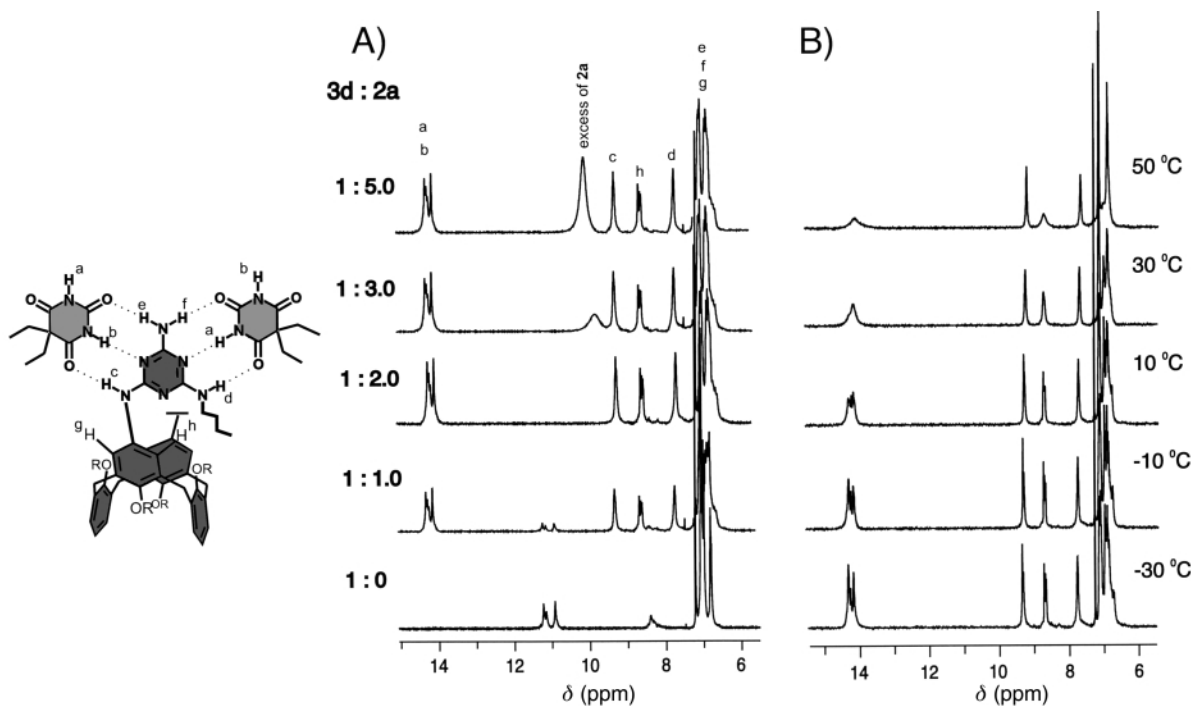 A)
B)
3d : 2a
1 : 5.0
1 : 3.0
1 : 2.0
1 : 1.0
1 : 0
a
b
excess of 2a
c
h
d
e
f
g
50 °C
30 °C
10 °C
-10 °C
-30 °C
14 12 10 8 6
δ (ppm)
14 12 10 8 6
δ (ppm)
a
H
b
H
O N O
O N O
e f
H H
N
b
H
a
H
N
N
O
O
N N
c
H
N
N
d
H
N
g
H
h
H
RO
OR
OR
OR